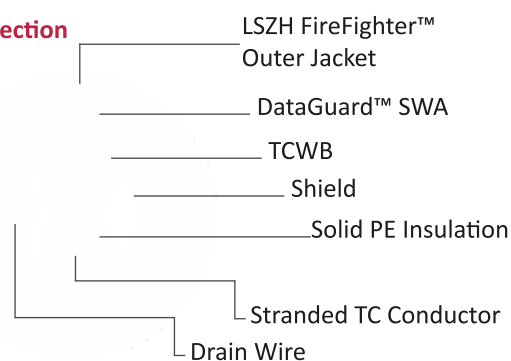 ection
LSZH FireFighter™
Outer Jacket
DataGuard™ SWA
TCWB
Shield
Solid PE Insulation
Stranded TC Conductor
Drain Wire